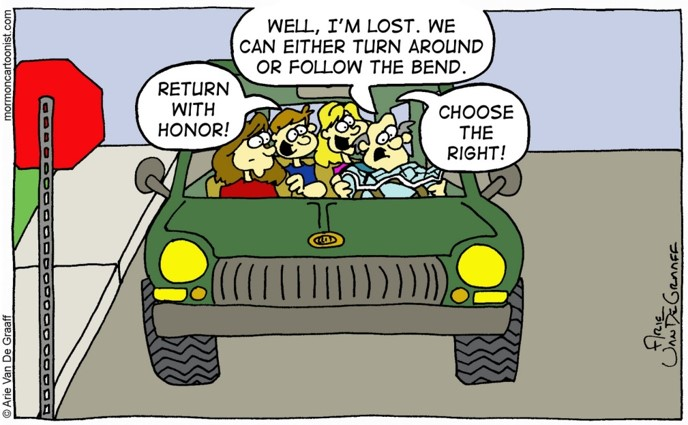 WELL, I'M LOST. WE
CAN EITHER TURN AROUND
OR FOLLOW THE BEND.
RETURN
WITH
HONOR!
CHOOSE
THE
RIGHT!
ARIE
VAN DE GRAAFF
© Arie Van De Graaff
mormoncartoonist.com